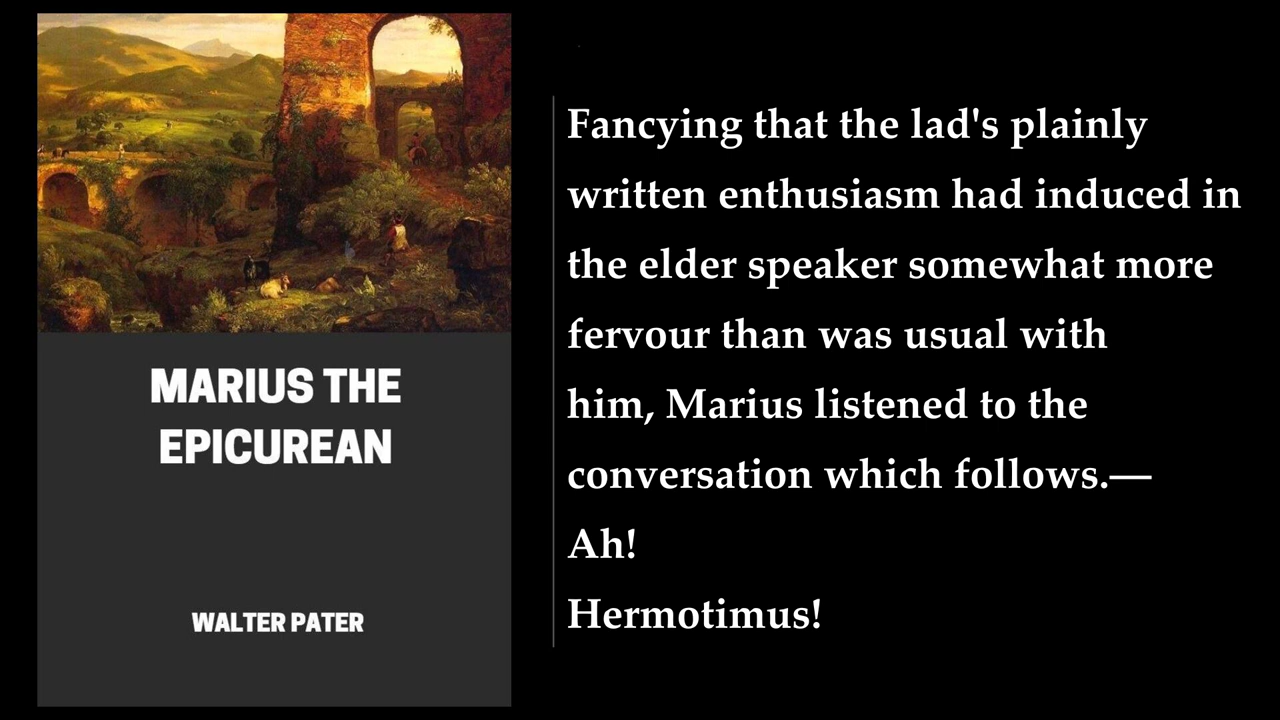 MARIUS THE
EPICUREAN
WALTER PATER
Fancying that the lad's plainly
written enthusiasm had induced in
the elder speaker somewhat more
fervour than was usual with
him, Marius listened to the
conversation which follows.—
Ah!
Hermotimus!